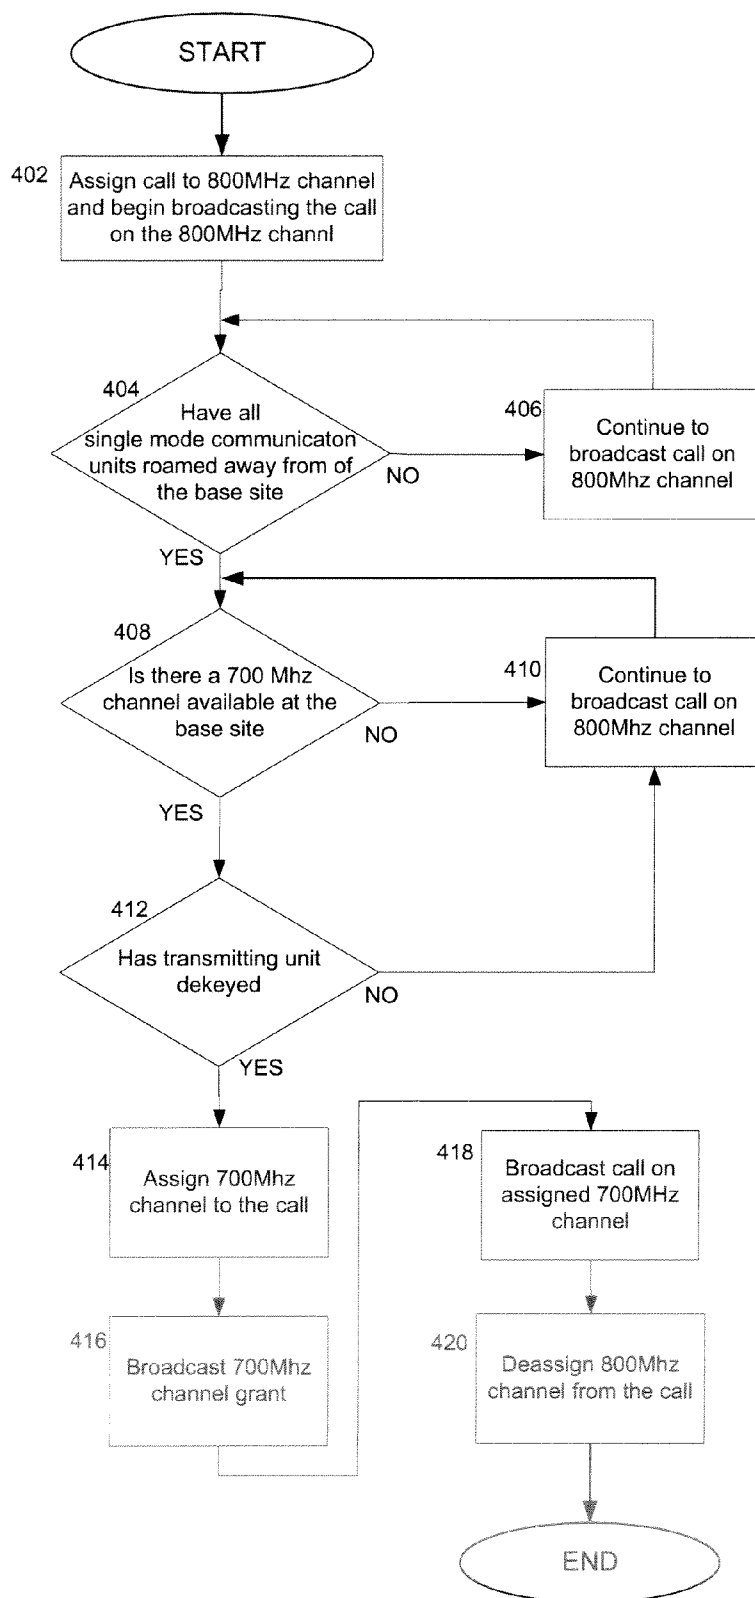 START
402
Assign call to 800MHz channel
and begin broadcasting the call
on the 800MHz channl
404
Have all
single mode communicaton
units roamed away from of
the base site
NO
YES
406
Continue to
broadcast call on
800Mhz channel
408
Is there a 700 Mhz
channel available at the
base site
NO
YES
410
Continue to
broadcast call on
800Mhz channel
412
Has transmitting unit
dekeyed
NO
YES
414
Assign 700Mhz
channel to the call
416
Broadcast 700Mhz
channel grant
418
Broadcast call on
assigned 700MHz
channel
420
Deassign 800Mhz
channel from the call
END